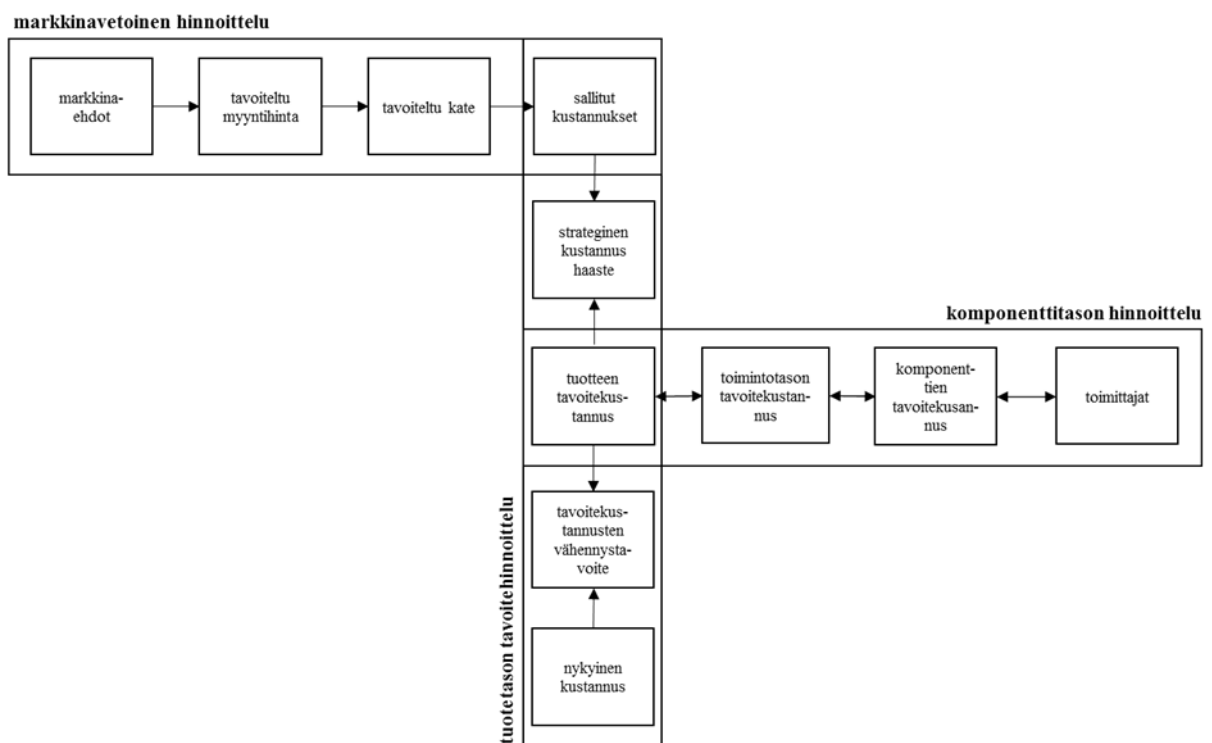 markkinavetoinen hinnoittelu
markkina-
ehdot
tavoiteltu
myyntihinta
tavoiteltu kate
sallitut
kustannukset
strateginen
kustannus
haaste
komponenttitason hinnoittelu
tuotteen
tavoitekus-
tannus
toimintotason
tavoitekustan-
nus
komponent-
tien
tavoitekusan-
nus
toimittajat
tavoitekus-
tannusten
vähennysta-
voite
nykyinen
kustannus
tuotetason tavoitehinnoittelu